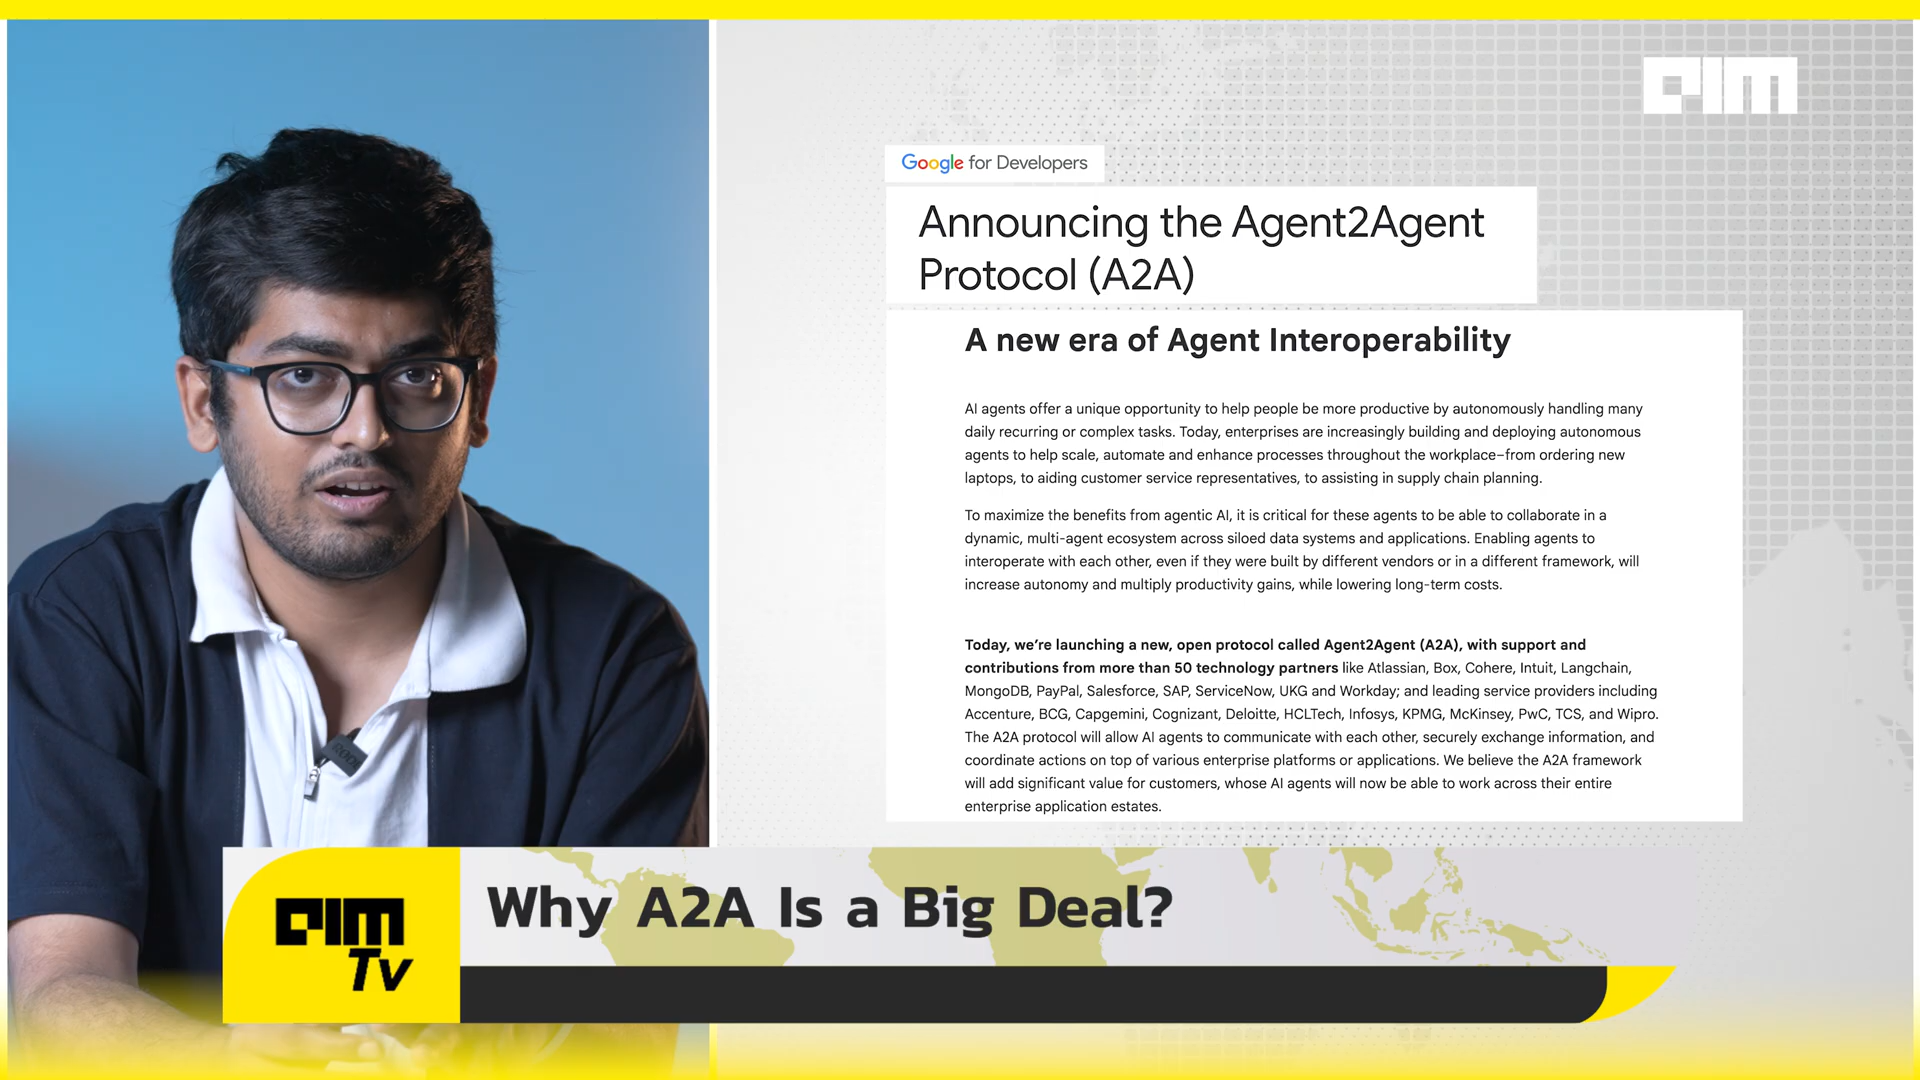 AIM
Google for Developers
Announcing the Agent2Agent
Protocol (A2A)
A new era of Agent Interoperability
AI agents offer a unique opportunity to help people be more productive by autonomously handling many
daily recurring or complex tasks. Today, enterprises are increasingly building and deploying autonomous
agents to help scale, automate and enhance processes throughout the workplace–from ordering new
laptops, to aiding customer service representatives, to assisting in supply chain planning.
To maximize the benefits from agentic AI, it is critical for these agents to be able to collaborate in a
dynamic, multi-agent ecosystem across siloed data systems and applications. Enabling agents to
interoperate with each other, even if they were built by different vendors or in a different framework, will
increase autonomy and multiply productivity gains, while lowering long-term costs.
Today, we’re launching a new, open protocol called Agent2Agent (A2A), with support and
contributions from more than 50 technology partners like Atlassian, Box, Cohere, Intuit, Langchain,
MongoDB, PayPal, Salesforce, SAP, ServiceNow, UKG and Workday; and leading service providers including
Accenture, BCG, Capgemini, Cognizant, Deloitte, HCLTech, Infosys, KPMG, McKinsey, PwC, TCS, and Wipro.
The A2A protocol will allow AI agents to communicate with each other, securely exchange information, and
coordinate actions on top of various enterprise platforms or applications. We believe the A2A framework
will add significant value for customers, whose AI agents will now be able to work across their entire
enterprise application estates.
Why A2A Is a Big Deal?
AIM
Tv